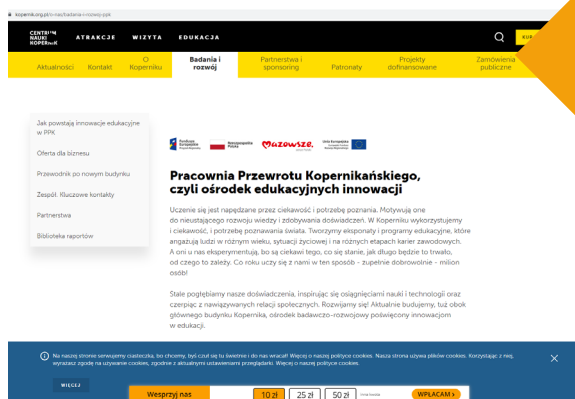 kopernik.org.pl/o-nas/badania-i-rozwoj-ppk
CENTRUM
NAUKI
KOPERNIK
ATRAKCJE WIZYTA EDUKACJA
Aktualności Kontakt O Koperniku Badania i rozwój Partnerstwa i sponsoring Patronaty Projekty dofinansowane Zamówienia publiczne
Jak powstają innowacje edukacyjne
w PPK
Oferta dla biznesu
Przewodnik po nowym budynku
Zespół. Kluczowe kontakty
Partnerstwa
Biblioteka raportów
Fundusze Europejskie Rzeczpospolita Polska Mazowsze. Unia Europejska
Pracownia Przewrotu Kopernikańskiego,
czyli ośrodek edukacyjnych innowacji
Uczenie się jest napędzane przez ciekawość i potrzebę poznania. Motywują one
do nieustającego rozwoju wiedzy i zdobywania doświadczeń. W Koperniku wykorzystujemy
i ciekawość, i potrzebę poznawania świata. Tworzymy eksponaty i programy edukacyjne, które
angażują ludzi w różnym wieku, sytuacji życiowej i na różnych etapach karier zawodowych.
A oni u nas eksperymentują, bo są ciekawi tego, co się stanie, jak długo będzie to trwało,
od czego to zależy. Co roku uczy się z nami w ten sposób - zupełnie dobrowolnie - milion
osób!
Stale pogłębiamy nasze doświadczenia, inspirując się osiągnięciami nauki i technologii oraz
czerpiąc z nawiązywanych relacji społecznych. Rozwijamy się! Aktualnie budujemy, tuż obok
głównego budynku Kopernika, ośrodek badawczo-rozwojowy poświęcony innowacjom
w edukacji.
Na naszej stronie serwujemy ciasteczka, bo chcemy, byś czuł się tu świetnie i do nas wracał! Więcej o naszej polityce cookies. Nasza strona używa plików cookies. Korzystając z niej,
wyrażasz zgodę na używanie cookies, zgodnie z aktualnymi ustawieniami przeglądarki. Więcej o naszej polityce cookies.
WIĘCEJ
Wesprzyj nas 10 zł 25 zł 50 zł WPŁACAM